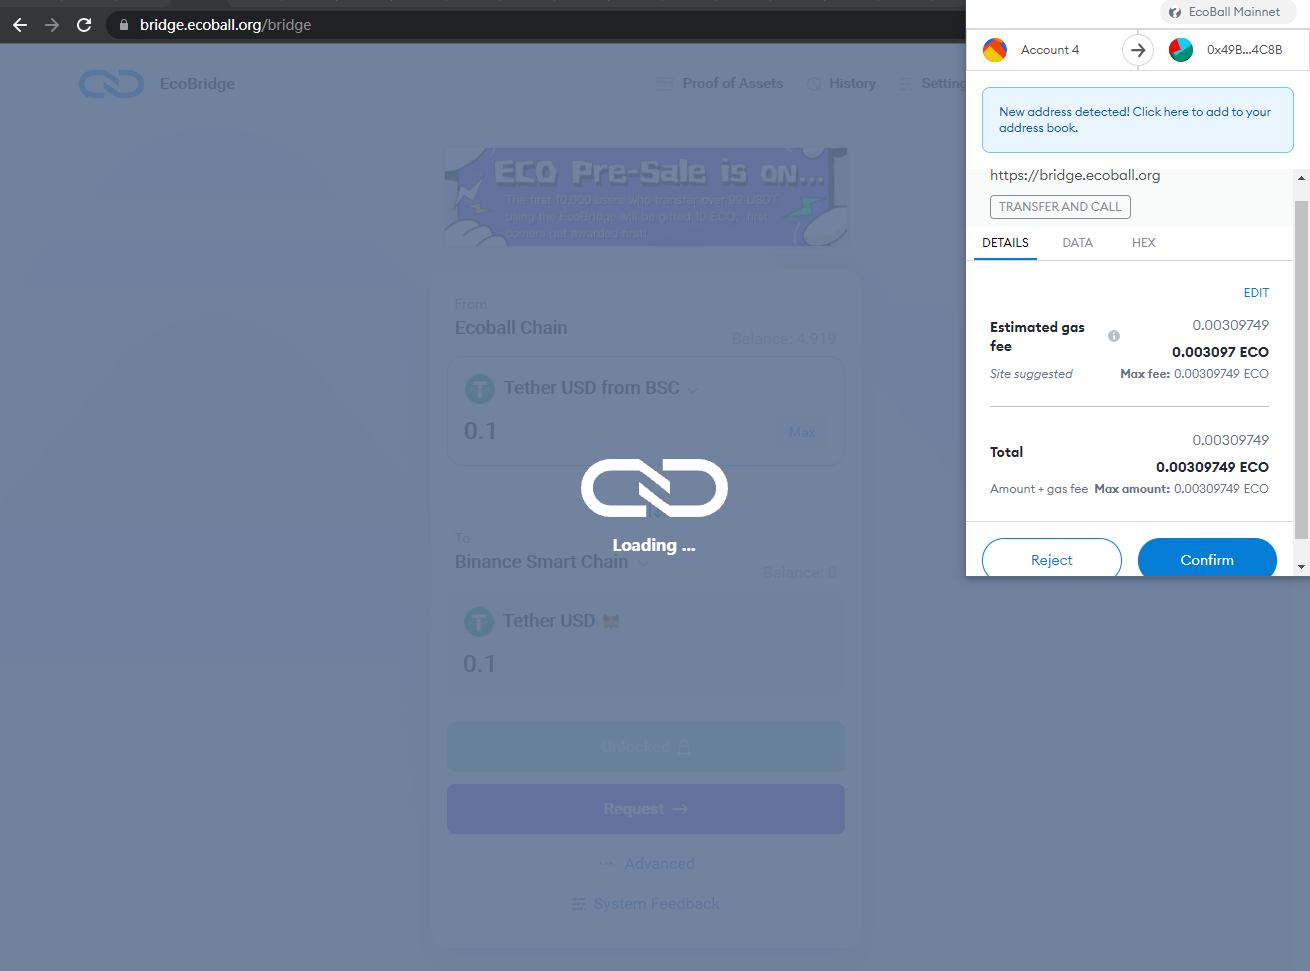 bridge.ecoball.org/bridge
EcoBridge
Proof of Assets
History
Setting
ECO Pre-Sale is on...
The first 10,000 users who transfer over 99 USDT
using the EcoBridge will be gifted 10 ECO, first
comers get awarded first!
From
Ecoball Chain
Balance: 4.919
Tether USD from BSC
0.1
Max
Loading ...
To
Binance Smart Chain
Balance: 0
Tether USD
0.1
Unlocked
Request →
··· Advanced
System Feedback
EcoBall Mainnet
Account 4
0x49B...4C8B
New address detected! Click here to add to your
address book.
https://bridge.ecoball.org
TRANSFER AND CALL
DETAILS
DATA
HEX
EDIT
Estimated gas
fee
0.00309749
0.003097 ECO
Site suggested
Max fee: 0.00309749 ECO
Total
0.00309749
0.00309749 ECO
Amount + gas fee Max amount: 0.00309749 ECO
Reject
Confirm